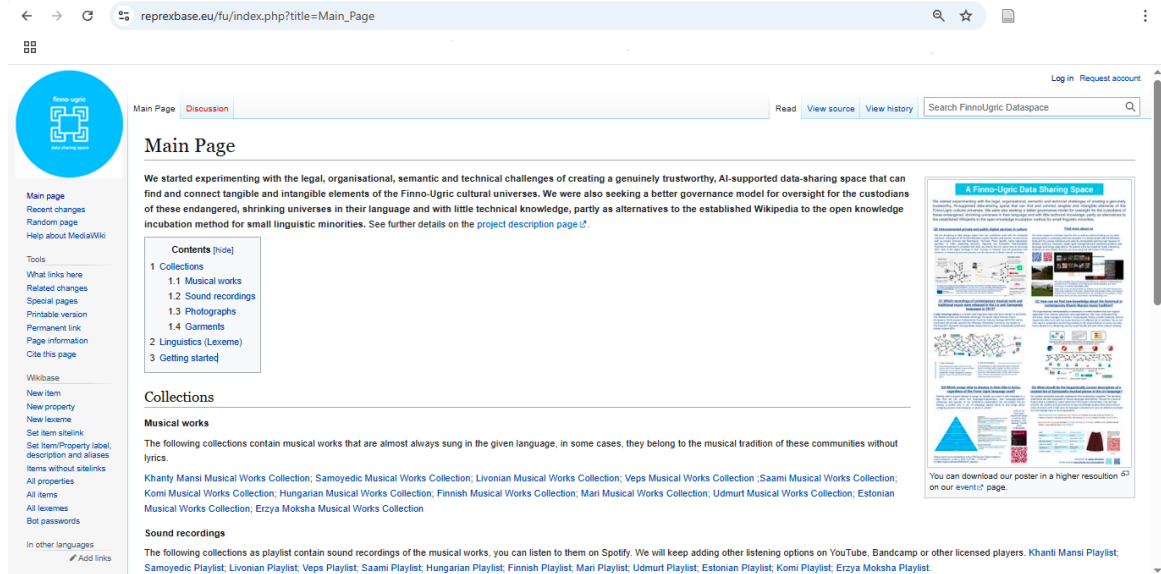 reprexbase.eu/fu/index.php?title=Main_Page
Log in Request account
finno-ugric
data sharing space
Main Page Discussion
Read View source View history Search FinnoUgric Dataspace
Main Page
We started experimenting with the legal, organisational, semantic and technical challenges of creating a genuinely trustworthy, AI-supported data-sharing space that can
find and connect tangible and intangible elements of the Finno-Ugric cultural universes. We were also seeking a better governance model for oversight for the custodians
of these endangered, shrinking universes in their language and with little technical knowledge, partly as alternatives to the established Wikipedia to the open knowledge
incubation method for small linguistic minorities. See further details on the project description page.
Contents [hide]
1 Collections
1.1 Musical works
1.2 Sound recordings
1.3 Photographs
1.4 Garments
2 Linguistics (Lexeme)
3 Getting started
Collections
Musical works
The following collections contain musical works that are almost always sung in the given language, in some cases, they belong to the musical tradition of these communities without
lyrics.
Khanty Mansi Musical Works Collection; Samoyedic Musical Works Collection; Livonian Musical Works Collection; Veps Musical Works Collection ;Saami Musical Works Collection;
Komi Musical Works Collection; Hungarian Musical Works Collection; Finnish Musical Works Collection; Mari Musical Works Collection; Udmurt Musical Works Collection; Estonian
Musical Works Collection; Erzya Moksha Musical Works Collection
Sound recordings
The following collections as playlist contain sound recordings of the musical works, you can listen to them on Spotify. We will keep adding other listening options on YouTube, Bandcamp or other licensed players. Khanti Mansi Playlist;
Samoyedic Playlist; Livonian Playlist; Veps Playlist; Saami Playlist; Hungarian Playlist; Finnish Playlist; Mari Playlist; Udmurt Playlist; Estonian Playlist; Komi Playlist; Erzya Moksha Playlist.
A Finno-Ugric Data Sharing Space
You can download our poster in a higher resoultion
on our event page.
Main page
Recent changes
Random page
Help about MediaWiki
Tools
What links here
Related changes
Special pages
Printable version
Permanent link
Page information
Cite this page
Wikibase
New item
New property
New lexeme
Set item sitelink
Set Item/Property label,
description and aliases
Items without sitelinks
All properties
All items
All lexemes
Bot passwords
In other languages
Add links